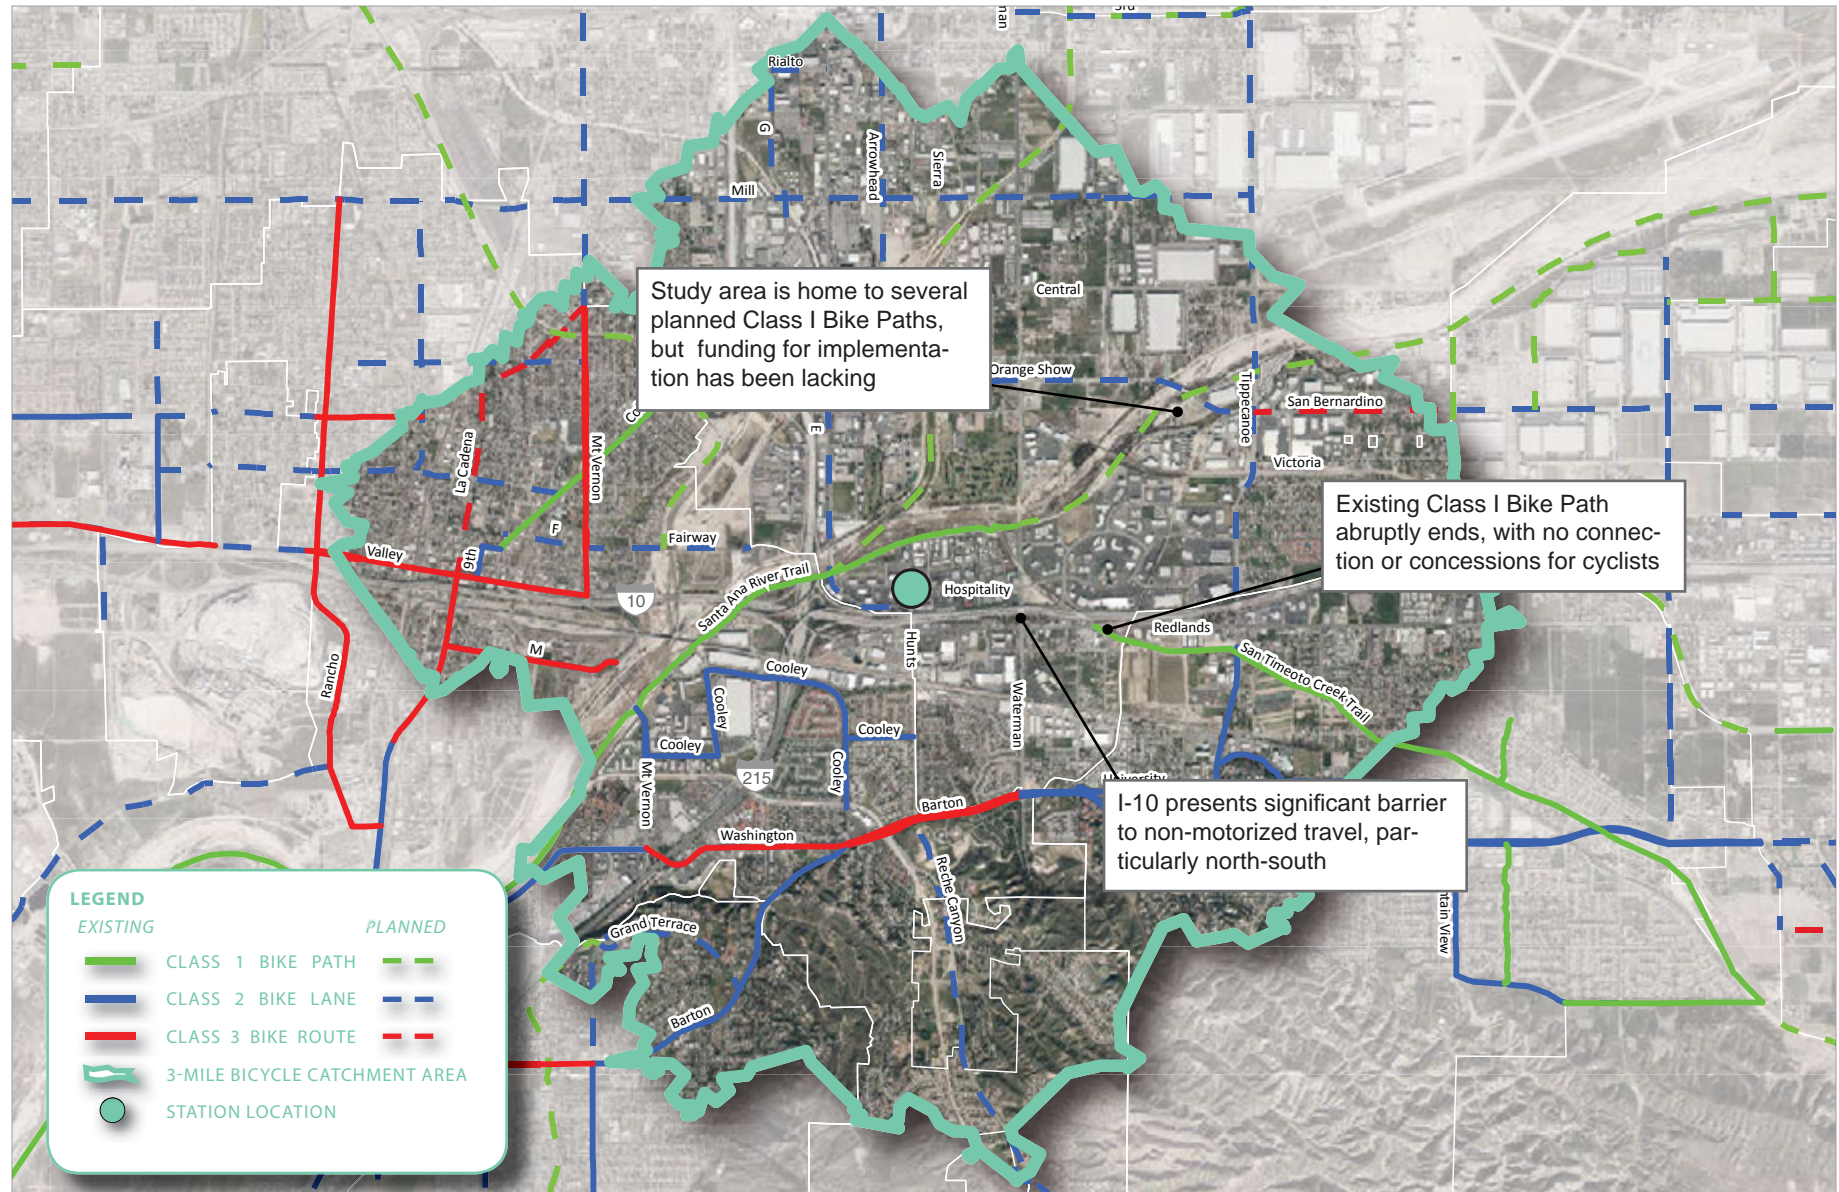 3rd
Rialto
G
Arrowhead
Sierra
Mill
Study area is home to several
planned Class I Bike Paths,
but funding for implementa-
tion has been lacking
Central
Orange Show
Tippecanoe
San Bernardino
Victoria
E
La Cadena
Mt Vernon
F
Fairway
Valley
9th
Existing Class I Bike Path
abruptly ends, with no connec-
tion or concessions for cyclists
10
Santa Ana River Trail
Hospitality
Hunts
Redlands
San Timeoto Creek Trail
M
Rancho
Cooley
Cooley
Cooley
Cooley
Cooley
Waterman
Mt Vernon
215
University
I-10 presents significant barrier
to non-motorized travel, par-
ticularly north-south
Barton
Washington
Reche Canyon
Grand Terrace
Barton
ntain View
LEGEND
EXISTING PLANNED
CLASS 1 BIKE PATH
CLASS 2 BIKE LANE
CLASS 3 BIKE ROUTE
3-MILE BICYCLE CATCHMENT AREA
STATION LOCATION